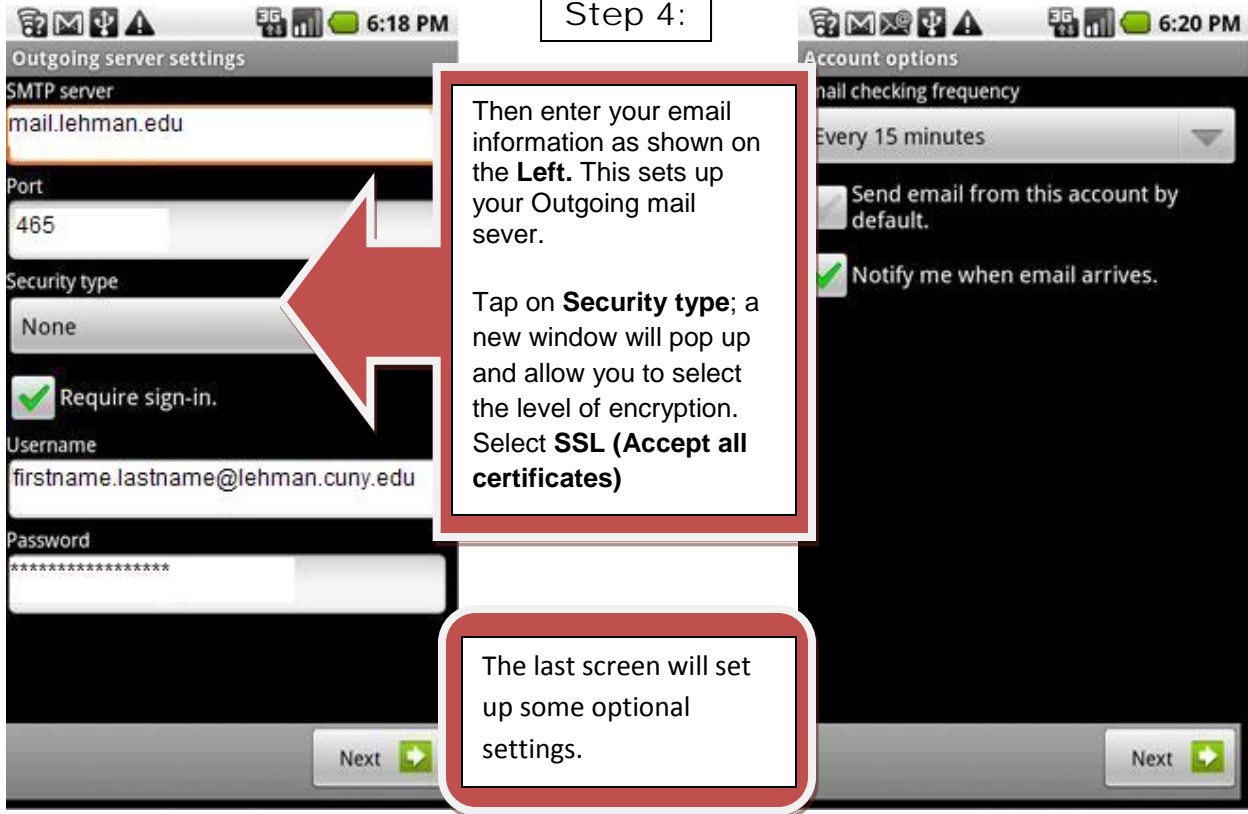 6:18 PM
Outgoing server settings
SMTP server
mail.lehman.edu
Port
465
Security type
None
Require sign-in.
Username
firstname.lastname@lehman.cuny.edu
Password
*****************
Next
Step 4:
Then enter your email
information as shown on
the Left. This sets up
your Outgoing mail
sever.
Tap on Security type; a
new window will pop up
and allow you to select
the level of encryption.
Select SSL (Accept all
certificates)
The last screen will set
up some optional
settings.
3G
6:20 PM
Account options
mail checking frequency
Every 15 minutes
Send email from this account by
default.
Notify me when email arrives.
Next